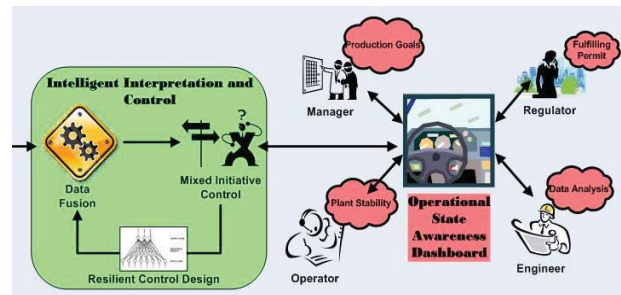 Intelligent Interpretation and
Control
Data
Fusion
?
Mixed Initiative
Control
Resilient Control Design
Production Goals
Manager
Fulfilling
Permit
Regulator
Plant Stability
Operator
Operational
State
Awareness
Dashboard
Data Analysis
Engineer